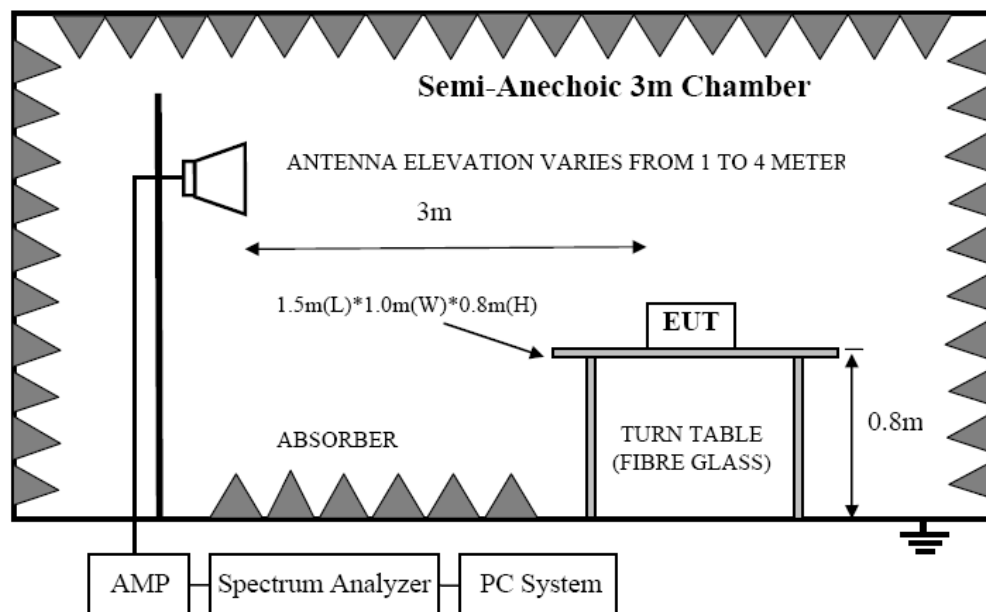 Semi-Anechoic 3m Chamber
ANTENNA ELEVATION VARIES FROM 1 TO 4 METER
3m
1.5m(L)*1.0m(W)*0.8m(H)
EUT
ABSORBER
TURN TABLE
(FIBRE GLASS)
0.8m
AMP
Spectrum Analyzer
PC System